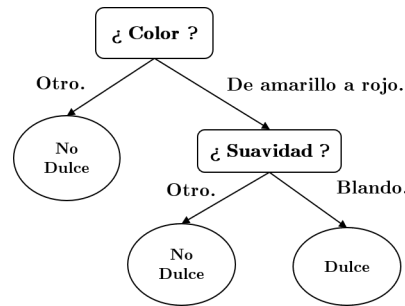 ¿ Color ?
Otro.
De amarillo a rojo.
No
Dulce
¿ Suavidad ?
Otro.
Blando.
No
Dulce
Dulce